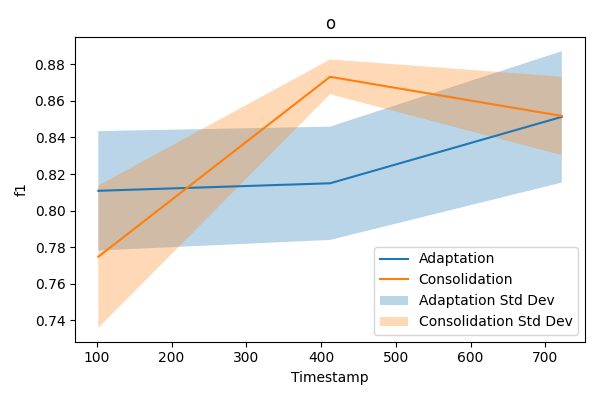 o
f1
0.88
0.86
0.84
0.82
0.80
0.78
0.76
0.74
100 200 300 400 500 600 700
Timestamp
Adaptation
Consolidation
Adaptation Std Dev
Consolidation Std Dev